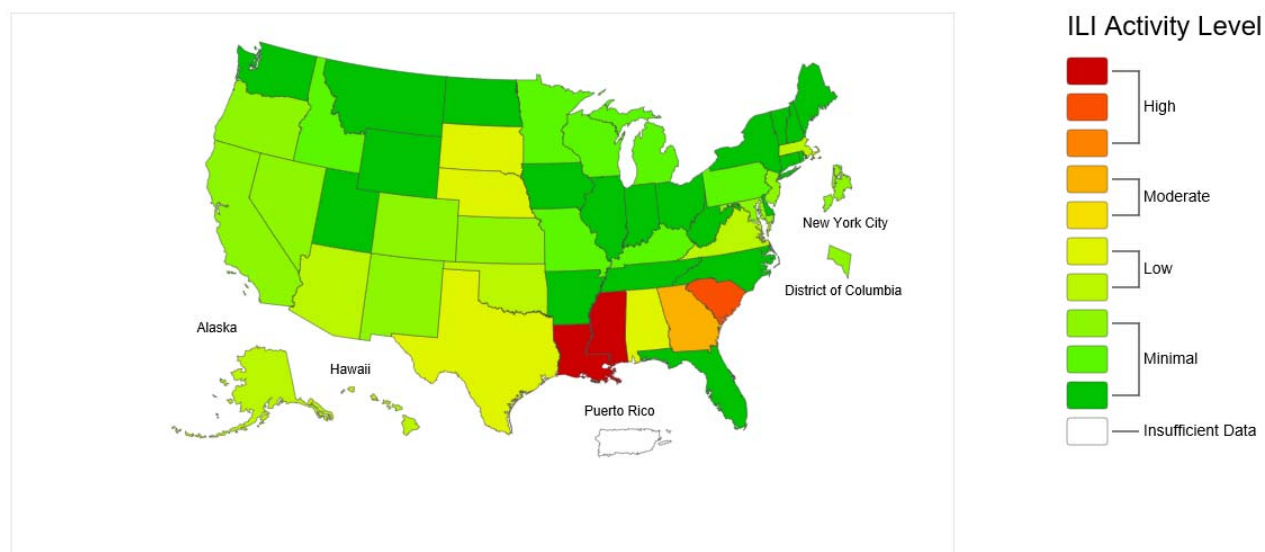 ILI Activity Level
High
Moderate
Low
Minimal
Insufficient Data
New York City
District of Columbia
Alaska
Hawaii
Puerto Rico